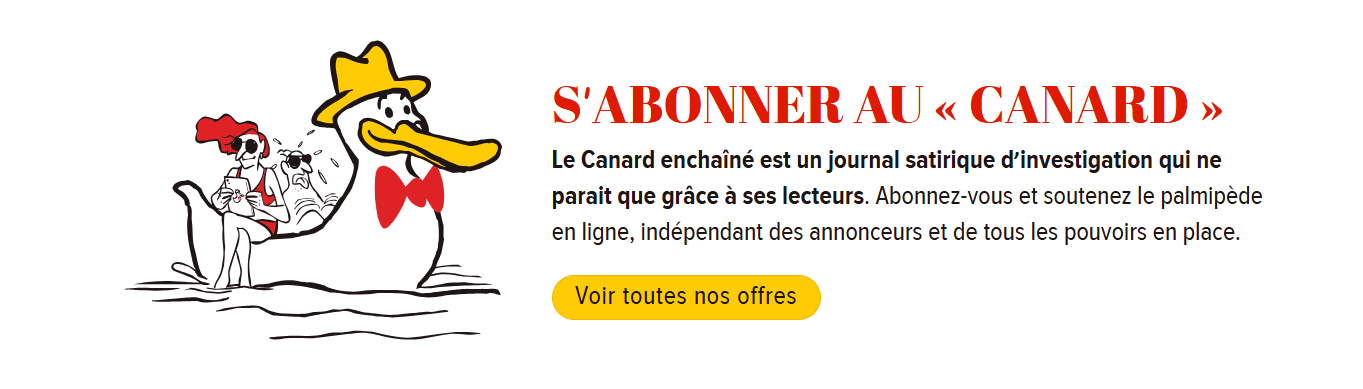 S'ABONNER AU « CANARD »
Le Canard enchaîné est un journal satirique d'investigation qui ne
parait que grâce à ses lecteurs. Abonnez-vous et soutenez le palmipède
en ligne, indépendant des annonceurs et de tous les pouvoirs en place.
Voir toutes nos offres